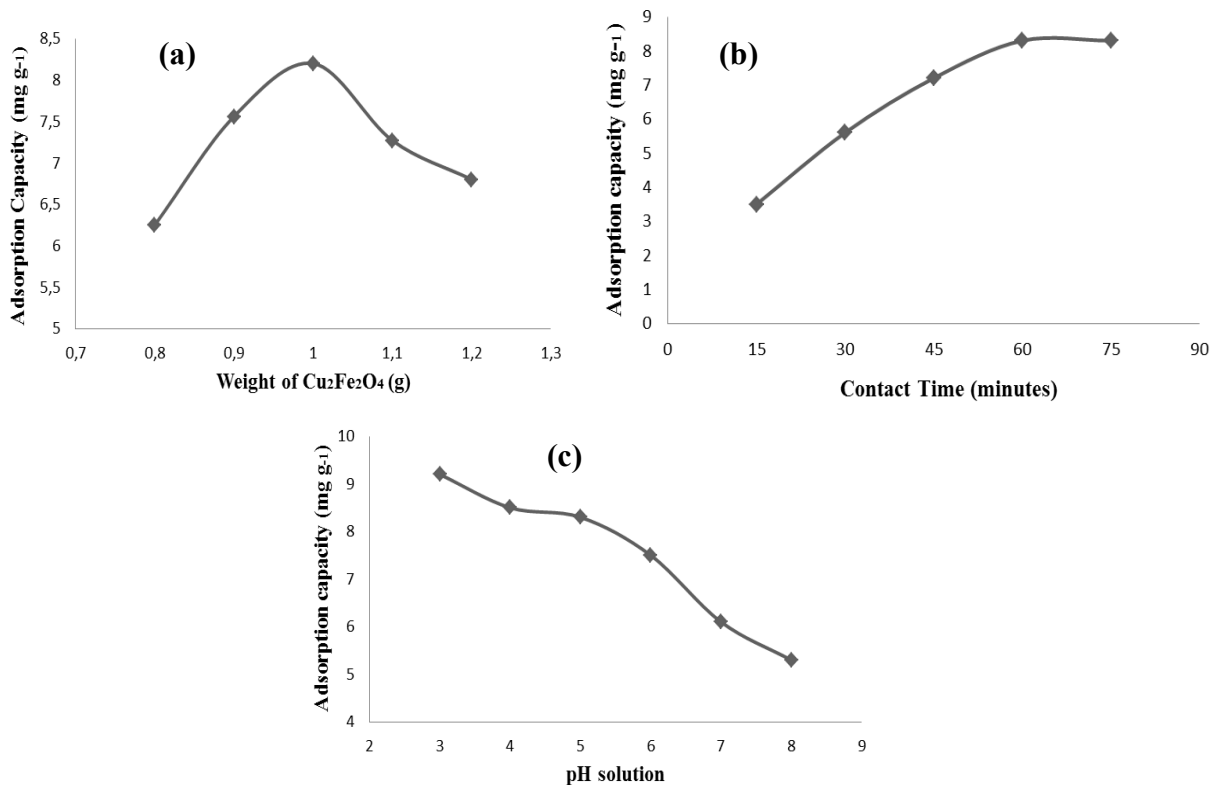 (a)
Adsorption Capacity (mg g-1)
8,5
8
7,5
7
6,5
6
5,5
5
0,7 0,8 0,9 1 1,1 1,2 1,3
Weight of Cu₂Fe₂O₄ (g)
(b)
Adsorption capacity (mg g-1)
9
8
7
6
5
4
3
2
1
0
0 15 30 45 60 75 90
Contact Time (minutes)
(c)
Adsorption capacity (mg g-1)
10
9
8
7
6
5
4
2 3 4 5 6 7 8 9
pH solution